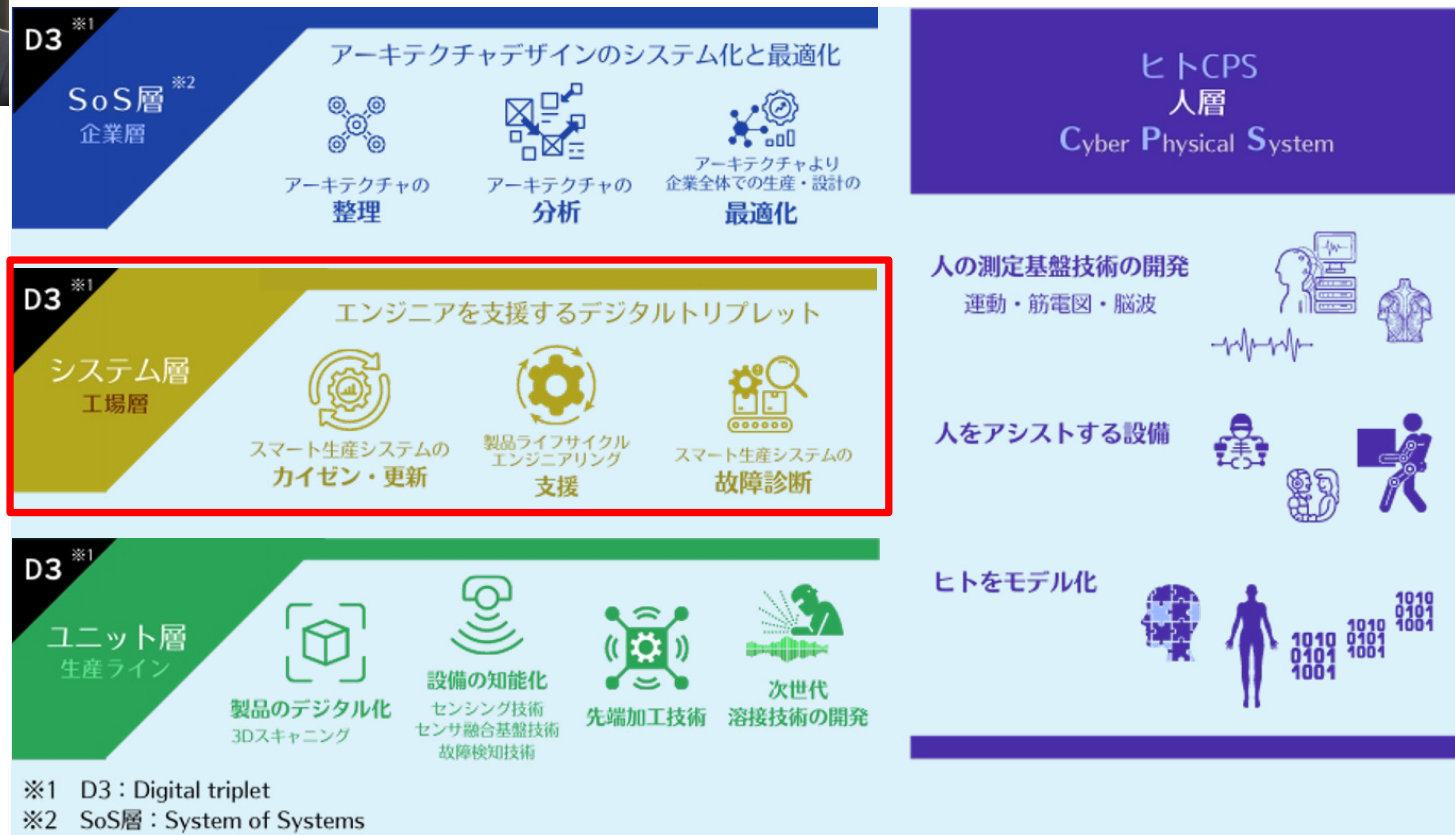 D3 ※1
SoS層 ※2
企業層
アーキテクチャデザインのシステム化と最適化
アーキテクチャの
整理
アーキテクチャの
分析
アーキテクチャより
企業全体での生産・設計の
最適化
D3 ※1
システム層
工場層
エンジニアを支援するデジタルトリプレット
スマート生産システムの
カイゼン・更新
製品ライフサイクル
エンジニアリング
支援
スマート生産システムの
故障診断
D3 ※1
ユニット層
生産ライン
製品のデジタル化
3Dスキャニング
設備の知能化
センシング技術
センサ融合基盤技術
故障検知技術
先端加工技術
次世代
溶接技術の開発
※1 D3：Digital triplet
※2 SoS層：System of Systems
ヒトCPS
人層
Cyber Physical System
人の測定基盤技術の開発
運動・筋電図・脳波
人をアシストする設備
ヒトをモデル化
1010
0101
1001
1010
0101
1001
1010
0101
1001